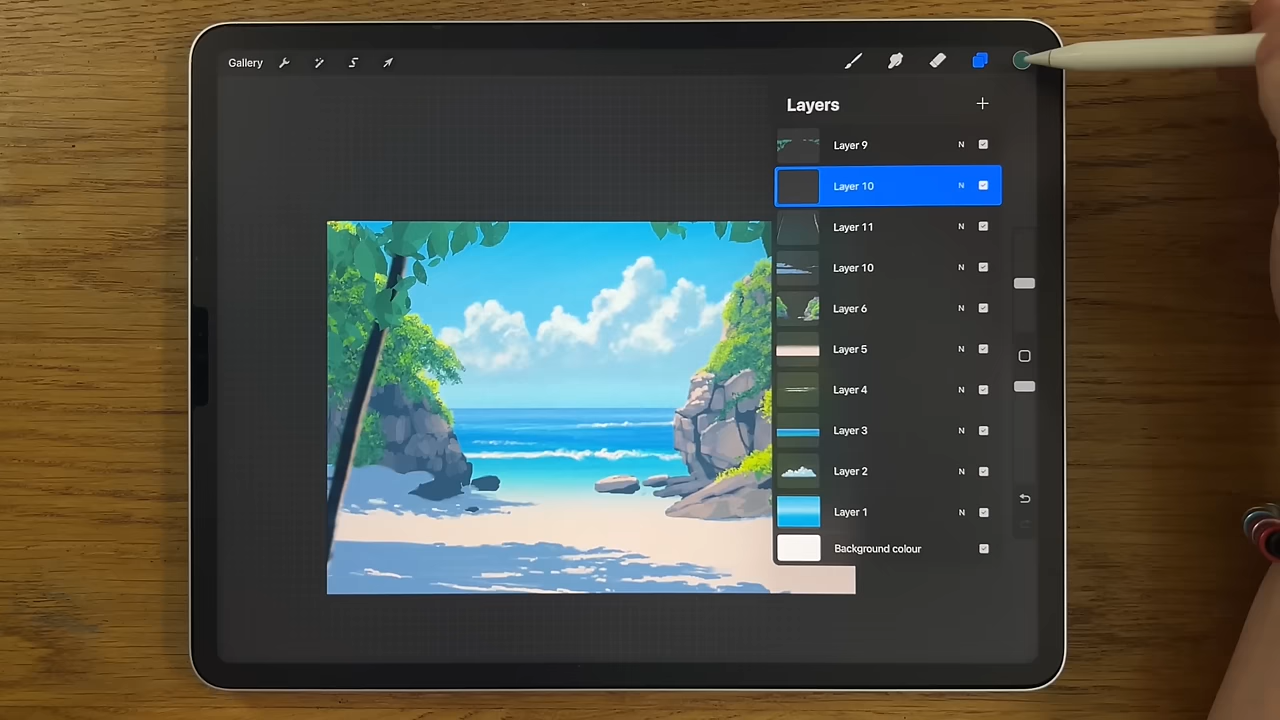 Gallery
Layers
Layer 9 N
Layer 10 N
Layer 11 N
Layer 10 N
Layer 6 N
Layer 5 N
Layer 4 N
Layer 3 N
Layer 2 N
Layer 1 N
Background colour